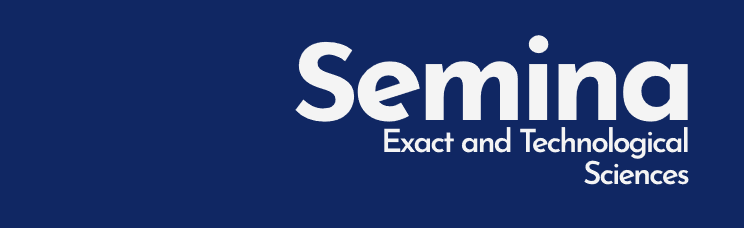 Semina
Exact and Technological
Sciences